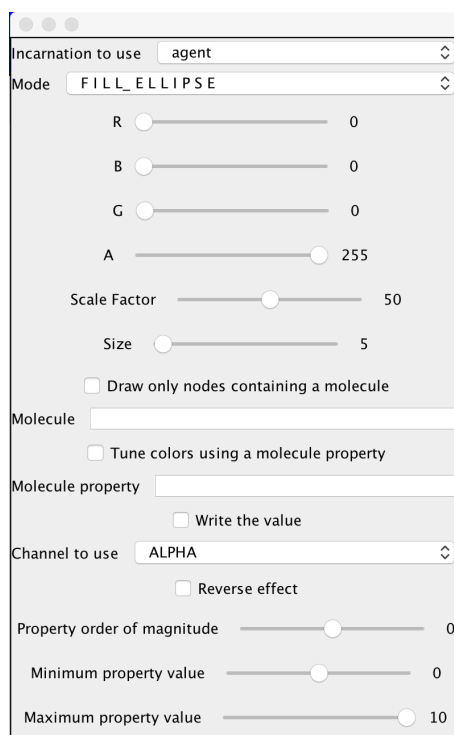 Incarnation to use agent
Mode FILL_ELLIPSE
R 0
B 0
G 0
A 255
Scale Factor 50
Size 5
Draw only nodes containing a molecule
Molecule
Tune colors using a molecule property
Molecule property
Write the value
Channel to use ALPHA
Reverse effect
Property order of magnitude 0
Minimum property value 0
Maximum property value 10